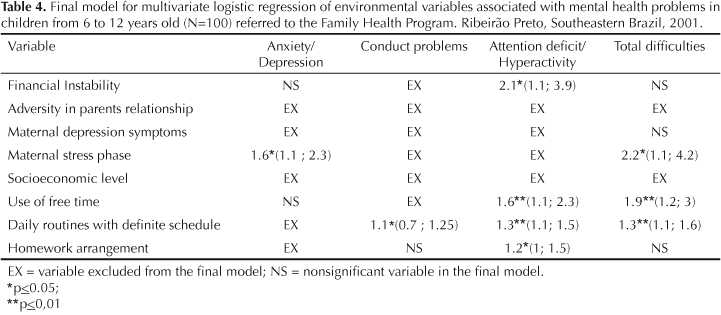 Table 4. Final model for multivariate logistic regression of environmental variables associated with mental health problems in
children from 6 to 12 years old (N=100) referred to the Family Health Program. Ribeirão Preto, Southeastern Brazil, 2001.
Variable Anxiety/ Depression Conduct problems Attention deficit/ Hyperactivity Total difficulties
Financial Instability NS EX 2.1*(1.1; 3.9) NS
Adversity in parents relationship EX EX EX EX
Maternal depression symptoms EX EX EX NS
Maternal stress phase 1.6*(1.1 ; 2.3) EX EX 2.2*(1.1; 4.2)
Socioeconomic level EX EX EX EX
Use of free time NS EX 1.6**(1.1; 2.3) 1.9**(1.2; 3)
Daily routines with definite schedule EX 1.1*(0.7 ; 1.25) 1.3**(1.1; 1.5) 1.3**(1.1; 1.6)
Homework arrangement EX NS 1.2*(1; 1.5) NS
EX = variable excluded from the final model; NS = nonsignificant variable in the final model.
*p≤0.05;
**p≤0,01